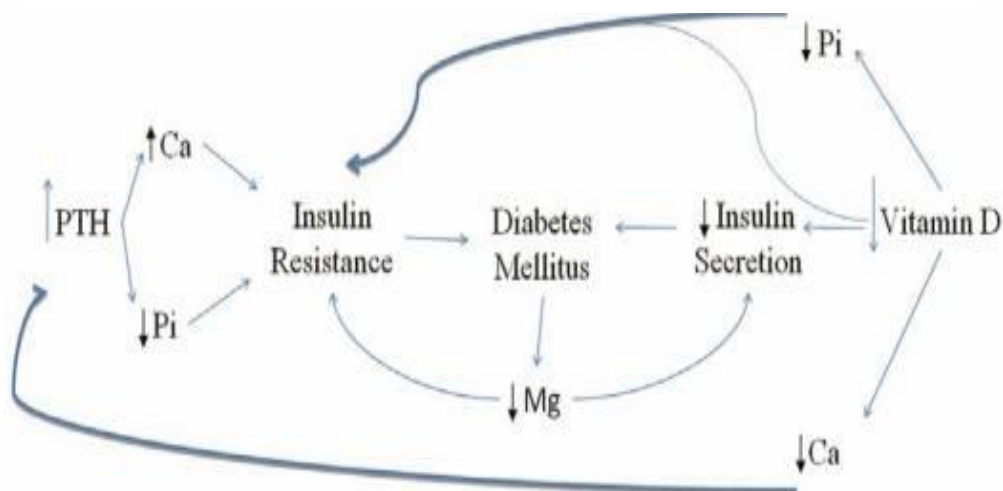 ↓Pi
↑Ca
↑PTH
Insulin
Resistance
Diabetes
Mellitus
↓Insulin
Secretion
↓Vitamin D
↓Pi
↓Mg
↓Ca